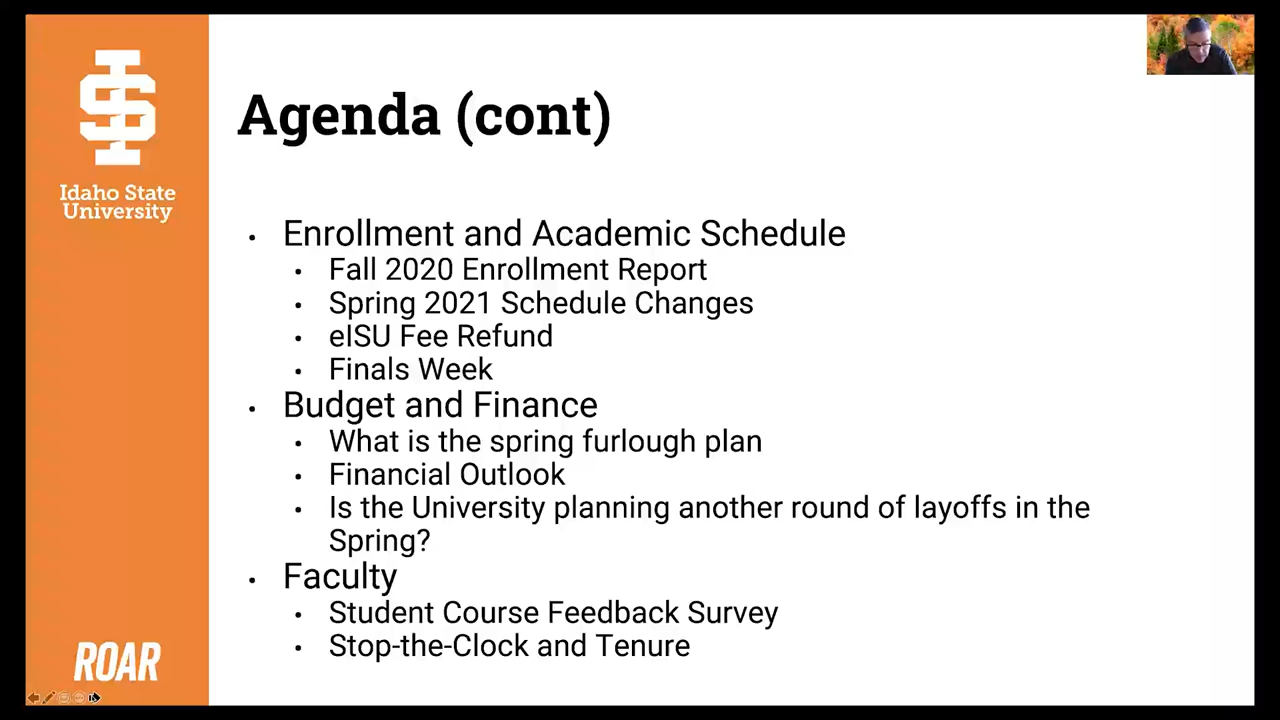 Idaho State
University
Agenda (cont)
• Enrollment and Academic Schedule
• Fall 2020 Enrollment Report
• Spring 2021 Schedule Changes
• eISU Fee Refund
• Finals Week
• Budget and Finance
• What is the spring furlough plan
• Financial Outlook
• Is the University planning another round of layoffs in the
Spring?
• Faculty
• Student Course Feedback Survey
• Stop-the-Clock and Tenure
ROAR